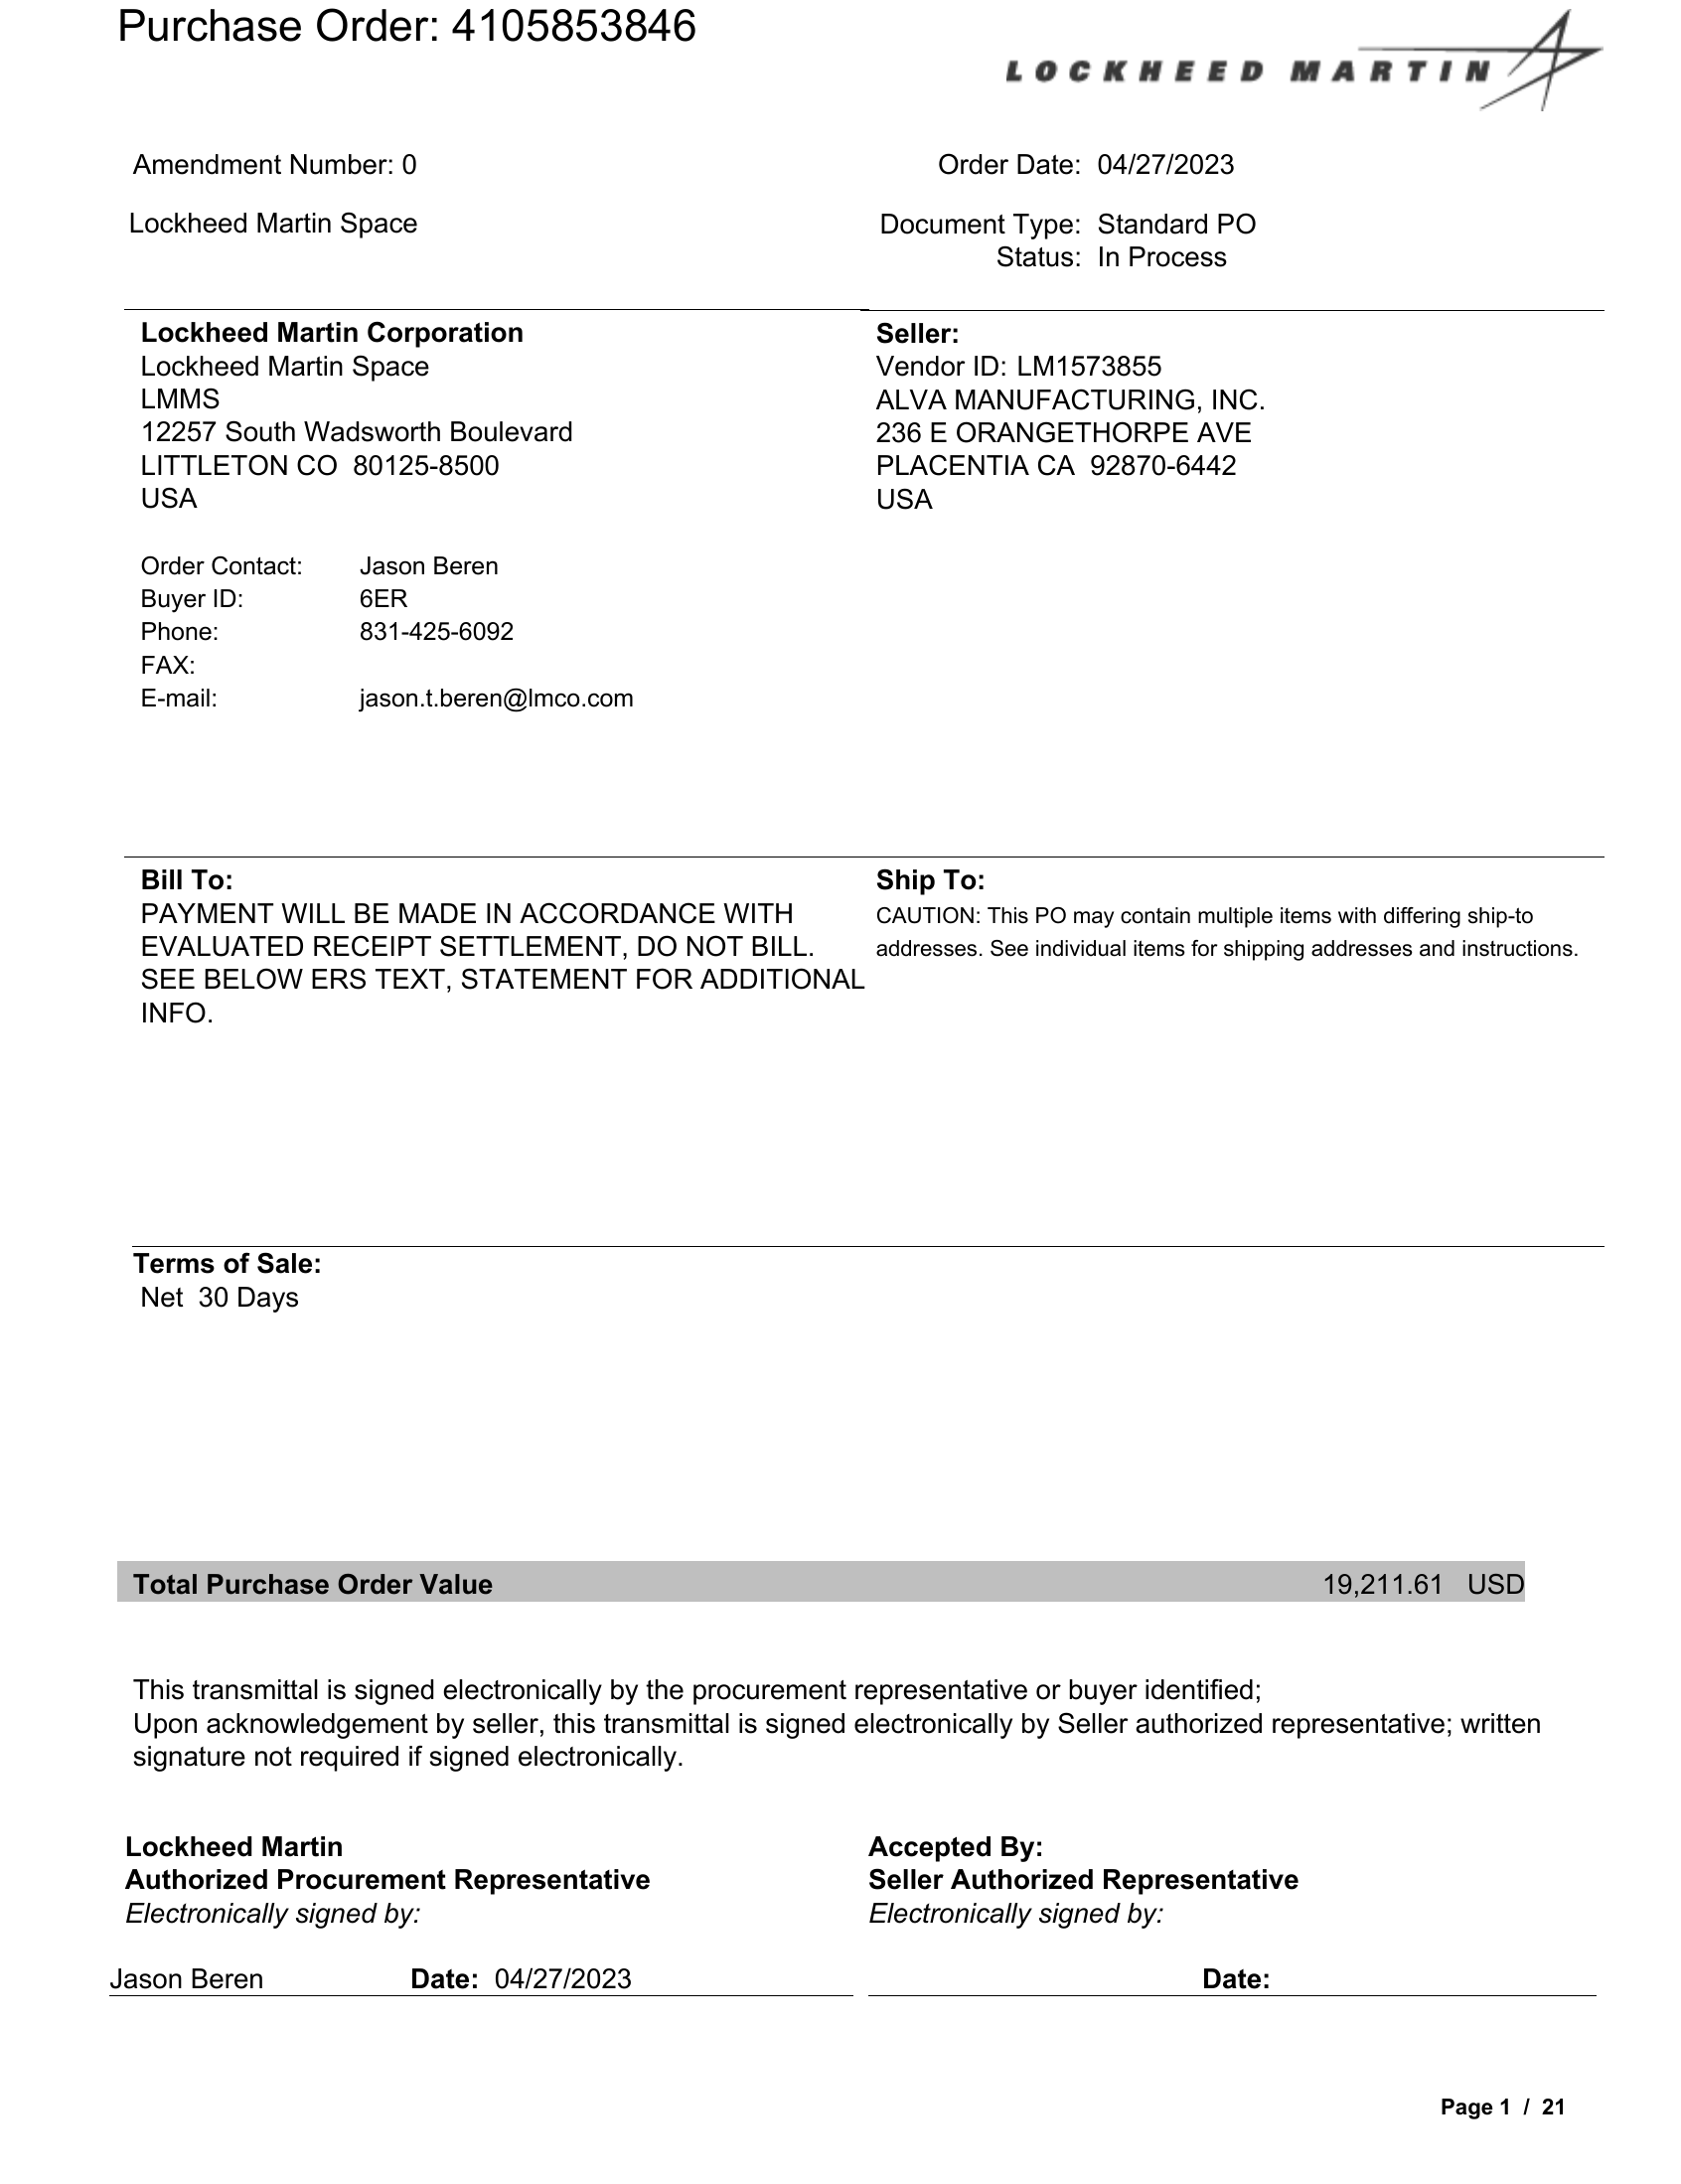 Purchase Order: 4105853846
LOCKHEED MARTIN
Amendment Number: 0
Order Date: 04/27/2023
Lockheed Martin Space
Document Type: Standard PO
Status: In Process
Lockheed Martin Corporation
Lockheed Martin Space
LMMS
12257 South Wadsworth Boulevard
LITTLETON CO 80125-8500
USA
Order Contact: Jason Beren
Buyer ID: 6ER
Phone: 831-425-6092
FAX:
E-mail: jason.t.beren@lmco.com
Seller:
Vendor ID: LM1573855
ALVA MANUFACTURING, INC.
236 E ORANGETHORPE AVE
PLACENTIA CA 92870-6442
USA
Bill To:
PAYMENT WILL BE MADE IN ACCORDANCE WITH
EVALUATED RECEIPT SETTLEMENT, DO NOT BILL.
SEE BELOW ERS TEXT, STATEMENT FOR ADDITIONAL
INFO.
Ship To:
CAUTION: This PO may contain multiple items with differing ship-to
addresses. See individual items for shipping addresses and instructions.
Terms of Sale:
Net 30 Days
Total Purchase Order Value 19,211.61 USD
This transmittal is signed electronically by the procurement representative or buyer identified;
Upon acknowledgement by seller, this transmittal is signed electronically by Seller authorized representative; written
signature not required if signed electronically.
Lockheed Martin
Authorized Procurement Representative
Electronically signed by:
Jason Beren Date: 04/27/2023
Accepted By:
Seller Authorized Representative
Electronically signed by:
Date:
Page 1 / 21